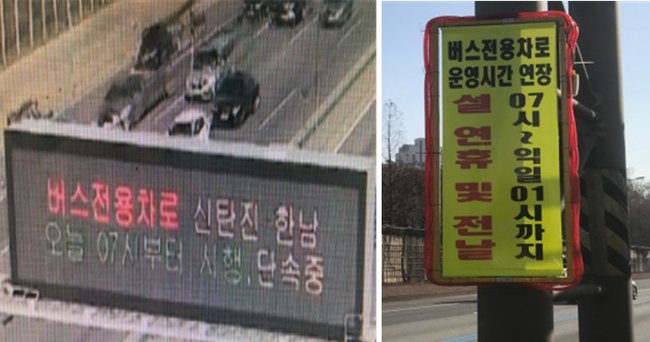 버스전용차로 신탄진 한남
오늘 07시부터 시행, 단속중
버스전용차로
운영시간 연장
설 연휴 및 전날
07시~익일01시까지